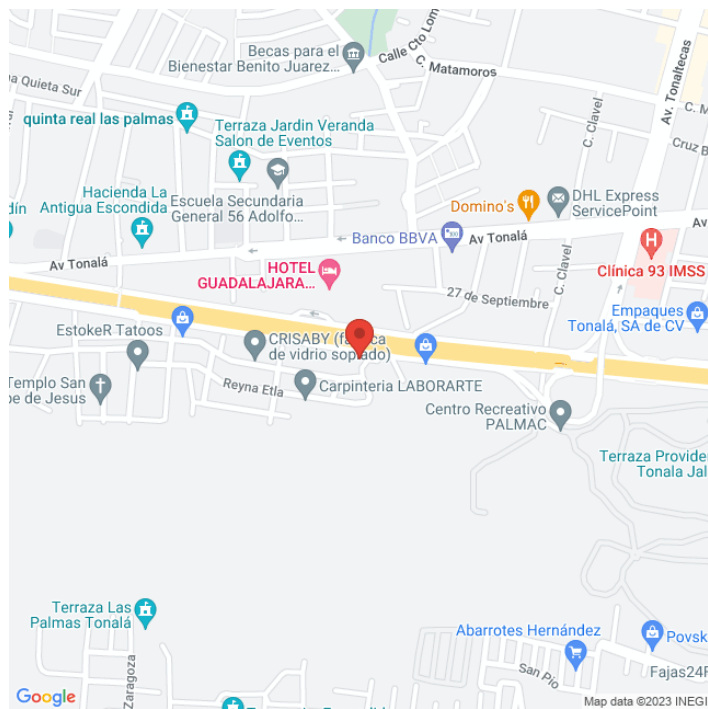 Calle Cto Lom
Becas para el
Bienestar Benito Juarez...
C. Matamoros
Av. Tonaltecas
na Quieta Sur
quinta real las palmas
Terraza Jardin Veranda
Salon de Eventos
C. Clavel
C. M
Cruz B
Hacienda La
Antigua Escondida
Escuela Secundaria
General 56 Adolfo...
Domino's
DHL Express
ServicePoint
dín
Banco BBVA
Av Tonalá
Av
Av Tonalá
Clínica 93 IMSS
HOTEL
GUADALAJARA...
C. Clavel
27 de Septiembre
Empaques
Tonalá, SA de CV
EstokeR Tatoos
CRISABY (fábrica
de vidrio soplado)
Templo San
pe de Jesus
Reyna Etla
Carpinteria LABORARTE
Centro Recreativo
PALMAC
Terraza Provide
Tonala Jal
Terraza Las
Palmas Tonalá
Zaragoza
Abarrotes Hernández
Povsk
San Pio
Fajas24F
Google
Map data ©2023 INEGI